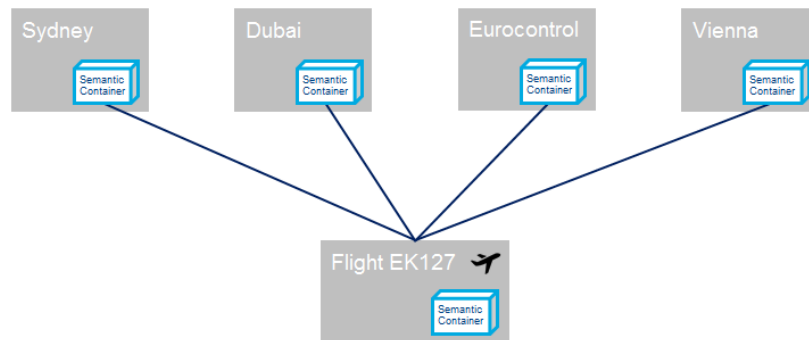 Sydney
Dubai
Eurocontrol
Vienna
Semantic
Container
Semantic
Container
Semantic
Container
Semantic
Container
Flight EK127
Semantic
Container